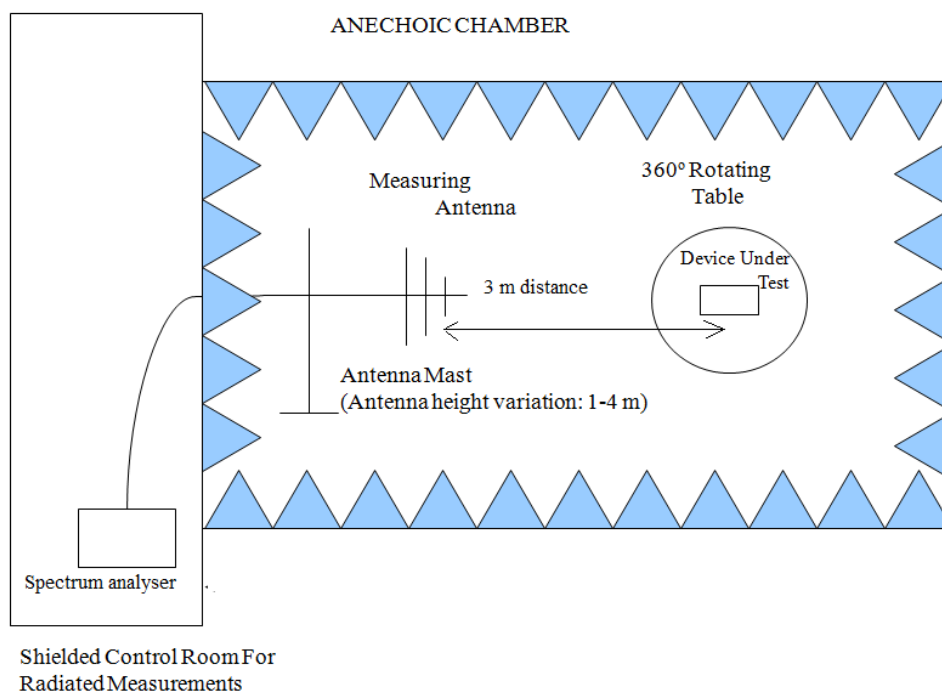 ANECHOIC CHAMBER
Measuring
Antenna
360º Rotating
Table
Device Under
Test
3 m distance
Antenna Mast
(Antenna height variation: 1-4 m)
Spectrum analyser
Shielded Control Room For
Radiated Measurements